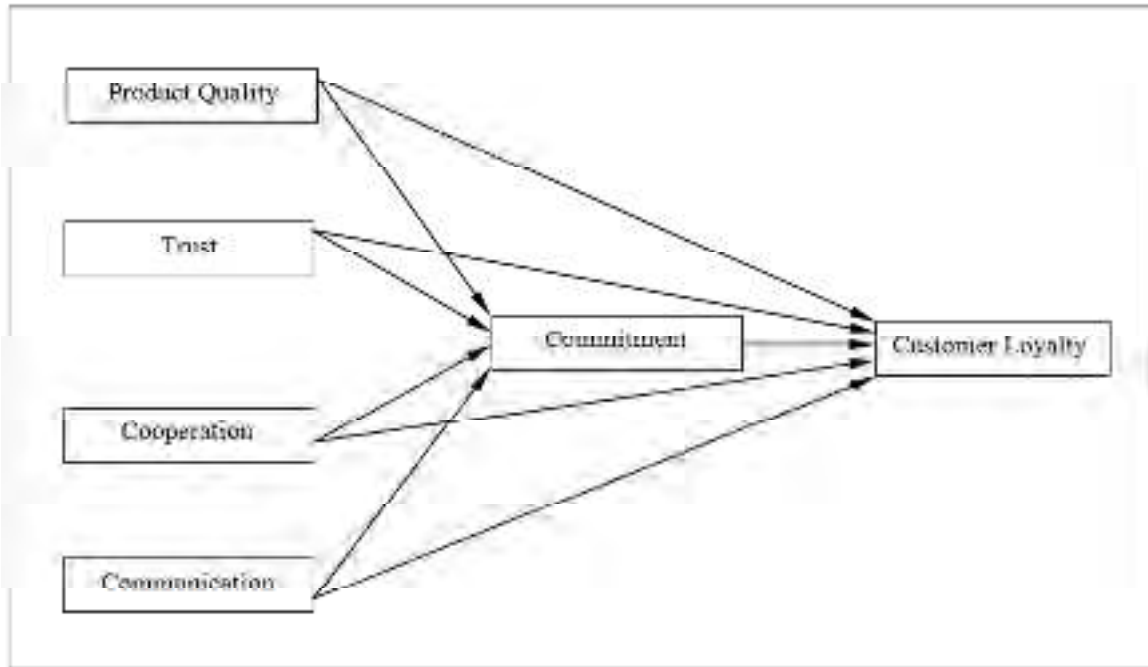 Product Quality
Trust
Commitment
Customer Loyalty
Cooperation
Communication